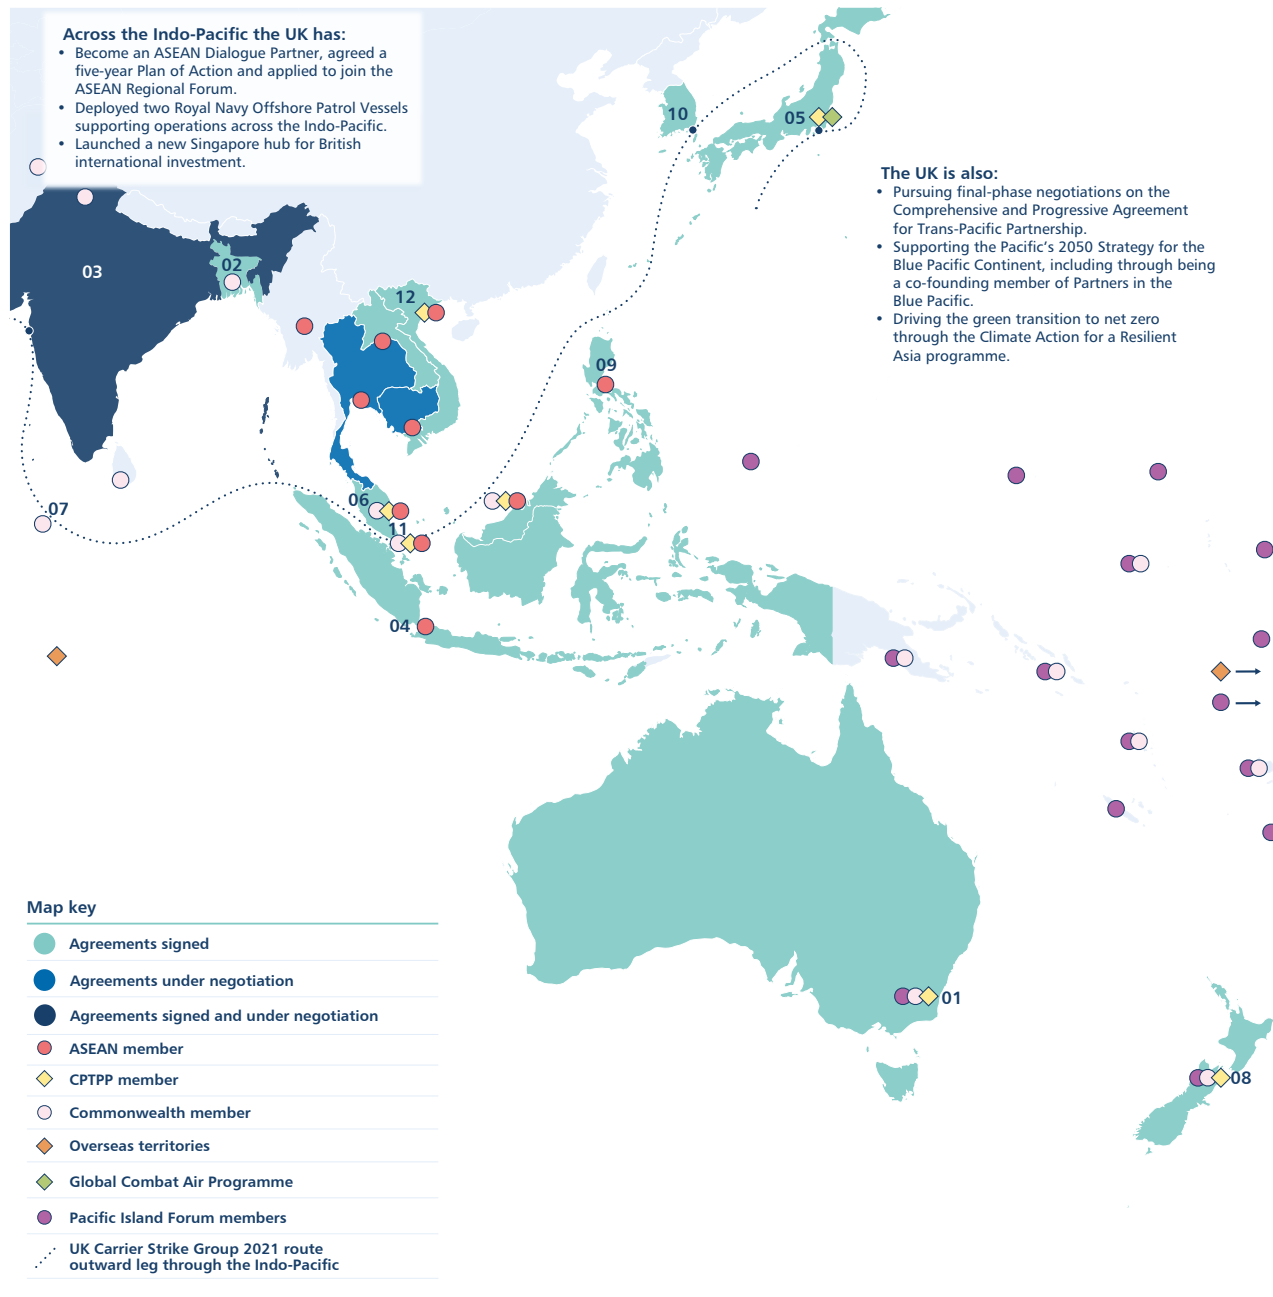 Across the Indo-Pacific the UK has:
• Become an ASEAN Dialogue Partner, agreed a
five-year Plan of Action and applied to join the
ASEAN Regional Forum.
• Deployed two Royal Navy Offshore Patrol Vessels
supporting operations across the Indo-Pacific.
• Launched a new Singapore hub for British
international investment.
10
05
The UK is also:
• Pursuing final-phase negotiations on the
Comprehensive and Progressive Agreement
for Trans-Pacific Partnership.
• Supporting the Pacific's 2050 Strategy for the
Blue Pacific Continent, including through being
a co-founding member of Partners in the
Blue Pacific.
• Driving the green transition to net zero
through the Climate Action for a Resilient
Asia programme.
03
02
12
09
07
06
11
04
01
08
Map key
Agreements signed
Agreements under negotiation
Agreements signed and under negotiation
ASEAN member
CPTPP member
Commonwealth member
Overseas territories
Global Combat Air Programme
Pacific Island Forum members
UK Carrier Strike Group 2021 route
outward leg through the Indo-Pacific